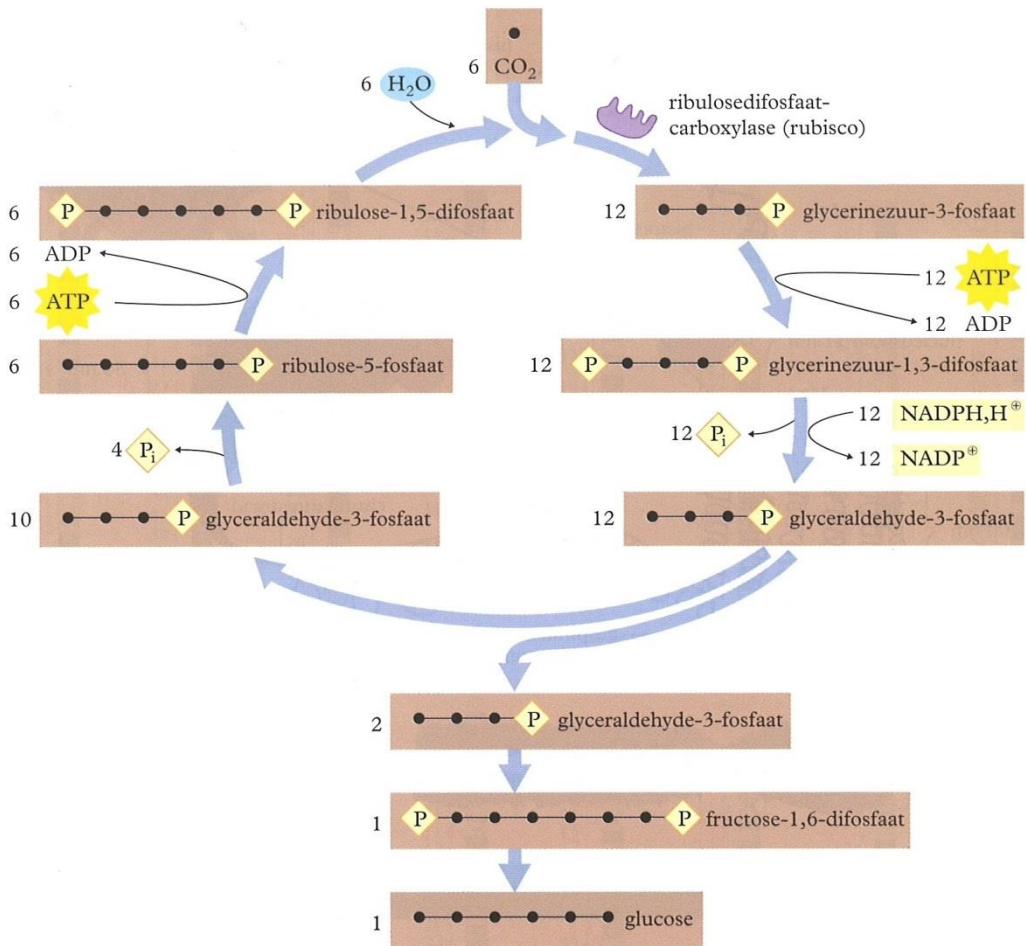 6 CO₂
6 H₂O
ribulosedifosfaat-
carboxylase (rubisco)
6 P P ribulose-1,5-difosfaat
12 P glycerinezuur-3-fosfaat
6 ADP
6 ATP
12 ATP
12 ADP
6 P ribulose-5-fosfaat
12 P P glycerinezuur-1,3-difosfaat
4 Pi
12 Pi
12 NADPH,H⊕
12 NADP⊕
10 P glyceraldehyde-3-fosfaat
12 P glyceraldehyde-3-fosfaat
2 P glyceraldehyde-3-fosfaat
1 P P fructose-1,6-difosfaat
1 glucose